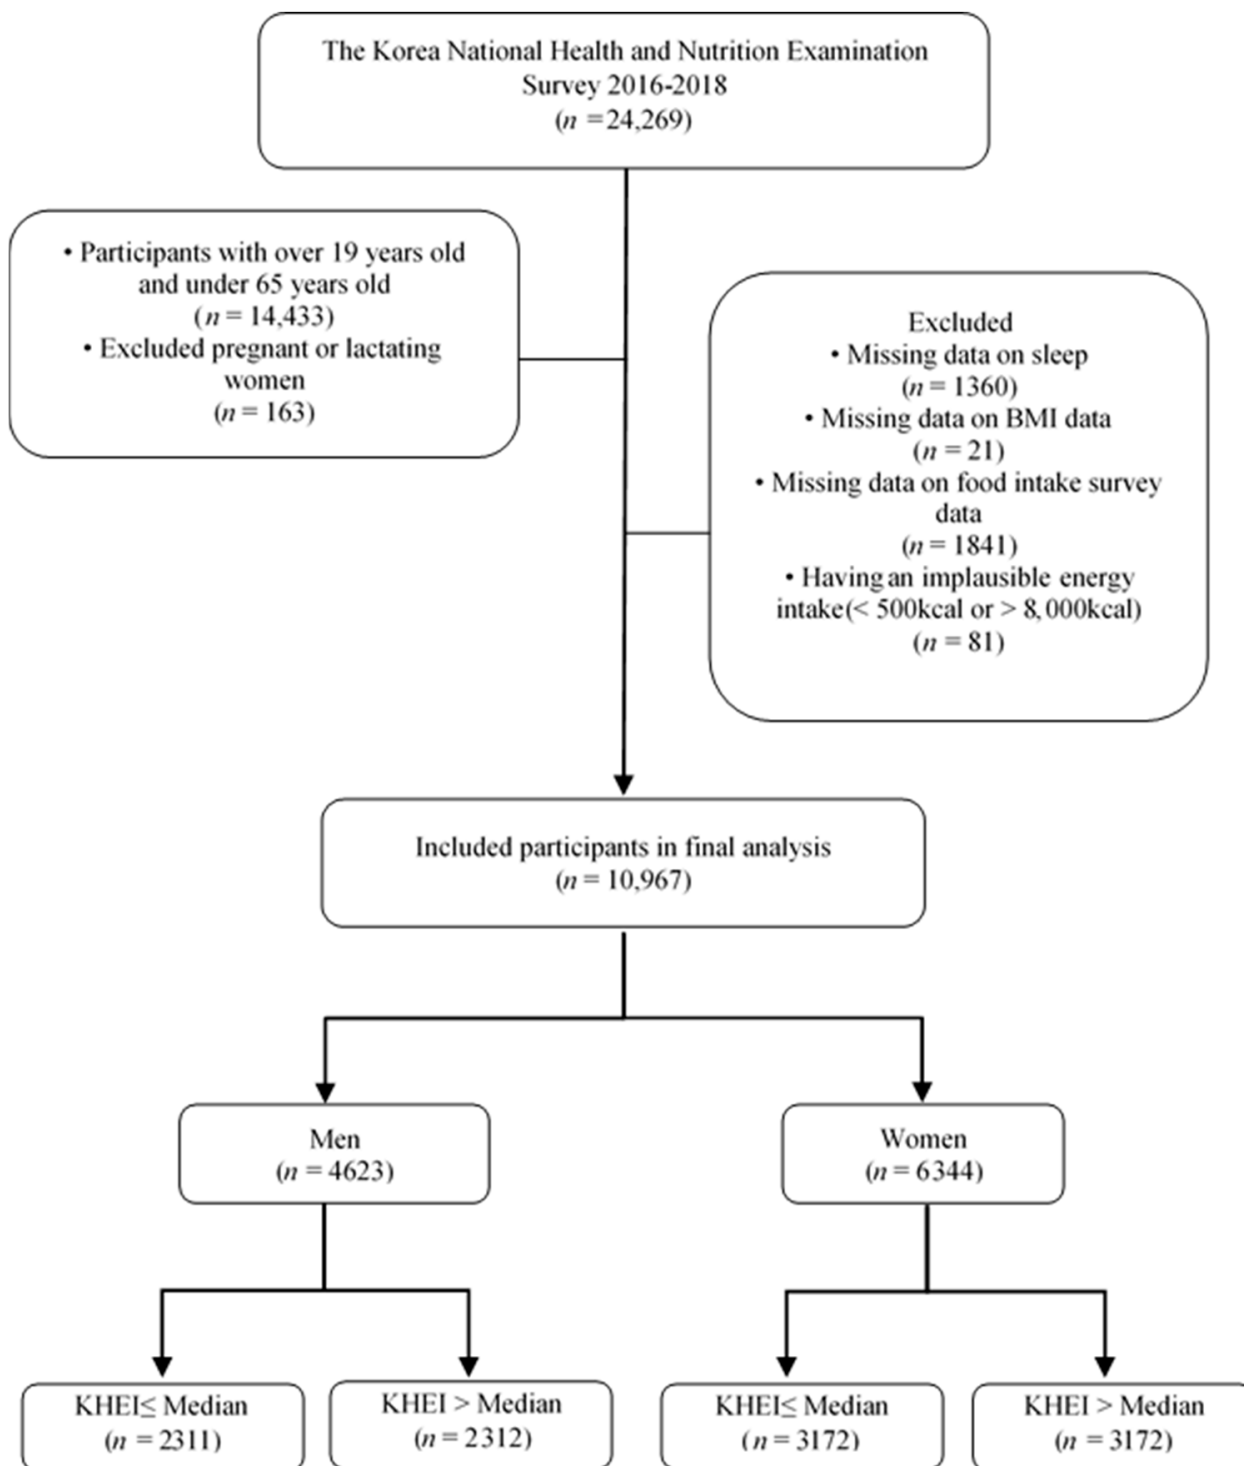 The Korea National Health and Nutrition Examination
Survey 2016-2018
(n =24,269)
• Participants with over 19 years old
and under 65 years old
(n = 14,433)
• Excluded pregnant or lactating
women
(n = 163)
Excluded
• Missing data on sleep
(n = 1360)
• Missing data on BMI data
(n = 21)
• Missing data on food intake survey
data
(n = 1841)
• Having an implausible energy
intake(< 500kcal or > 8,000kcal)
(n = 81)
Included participants in final analysis
(n = 10,967)
Men
(n = 4623)
Women
(n = 6344)
KHEI≤ Median
(n =2311)
KHEI > Median
(n =2312)
KHEI≤ Median
(n = 3172)
KHEI > Median
(n = 3172)